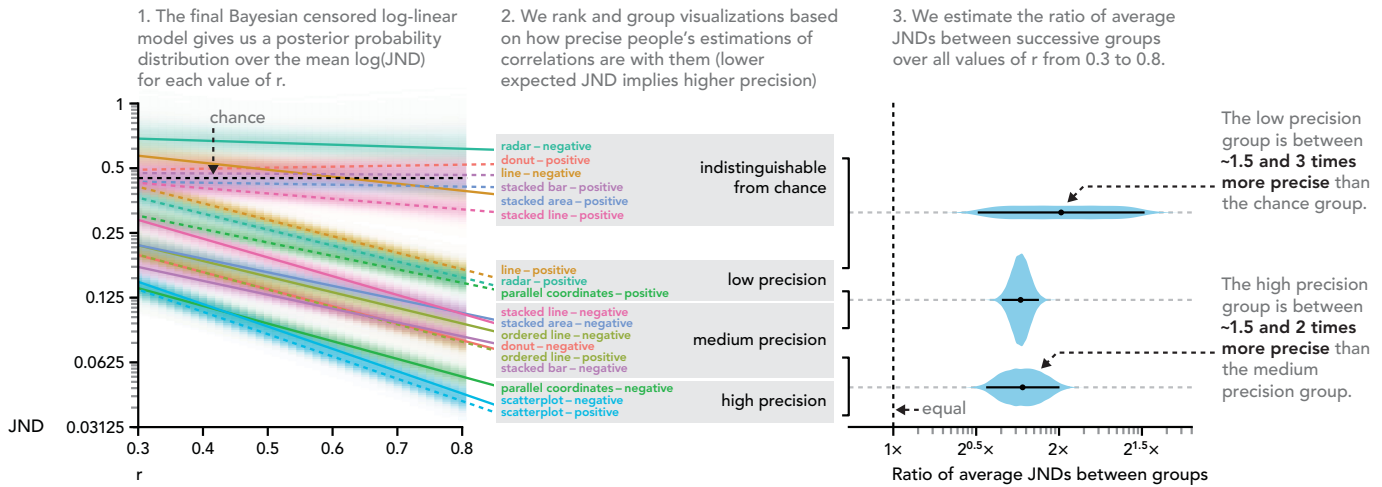 1. The final Bayesian censored log-linear
model gives us a posterior probability
distribution over the mean log(JND)
for each value of r.
2. We rank and group visualizations based
on how precise people's estimations of
correlations are with them (lower
expected JND implies higher precision)
3. We estimate the ratio of average
JNDs between successive groups
over all values of r from 0.3 to 0.8.
1
0.5
0.25
0.125
0.0625
0.03125
JND
chance
0.3 0.4 0.5 0.6 0.7 0.8
r
radar – negative
donut – positive
line – negative
stacked bar – positive
stacked area – positive
stacked line – positive
indistinguishable
from chance
line – positive
radar – positive
parallel coordinates – positive
low precision
stacked line – negative
stacked area – negative
ordered line – negative
donut – negative
ordered line – positive
stacked bar – negative
medium precision
parallel coordinates – negative
scatterplot – negative
scatterplot – positive
high precision
equal
1× 2^0.5× 2× 2^1.5×
Ratio of average JNDs between groups
The low precision
group is between
~1.5 and 3 times
more precise than
the chance group.
The high precision
group is between
~1.5 and 2 times
more precise than
the medium
precision group.